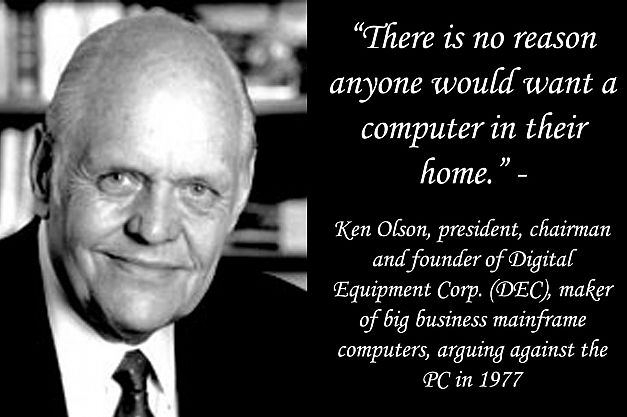 “There is no reason
anyone would want a
computer in their
home.” -
Ken Olson, president, chairman
and founder of Digital
Equipment Corp. (DEC), maker
of big business mainframe
computers, arguing against the
PC in 1977